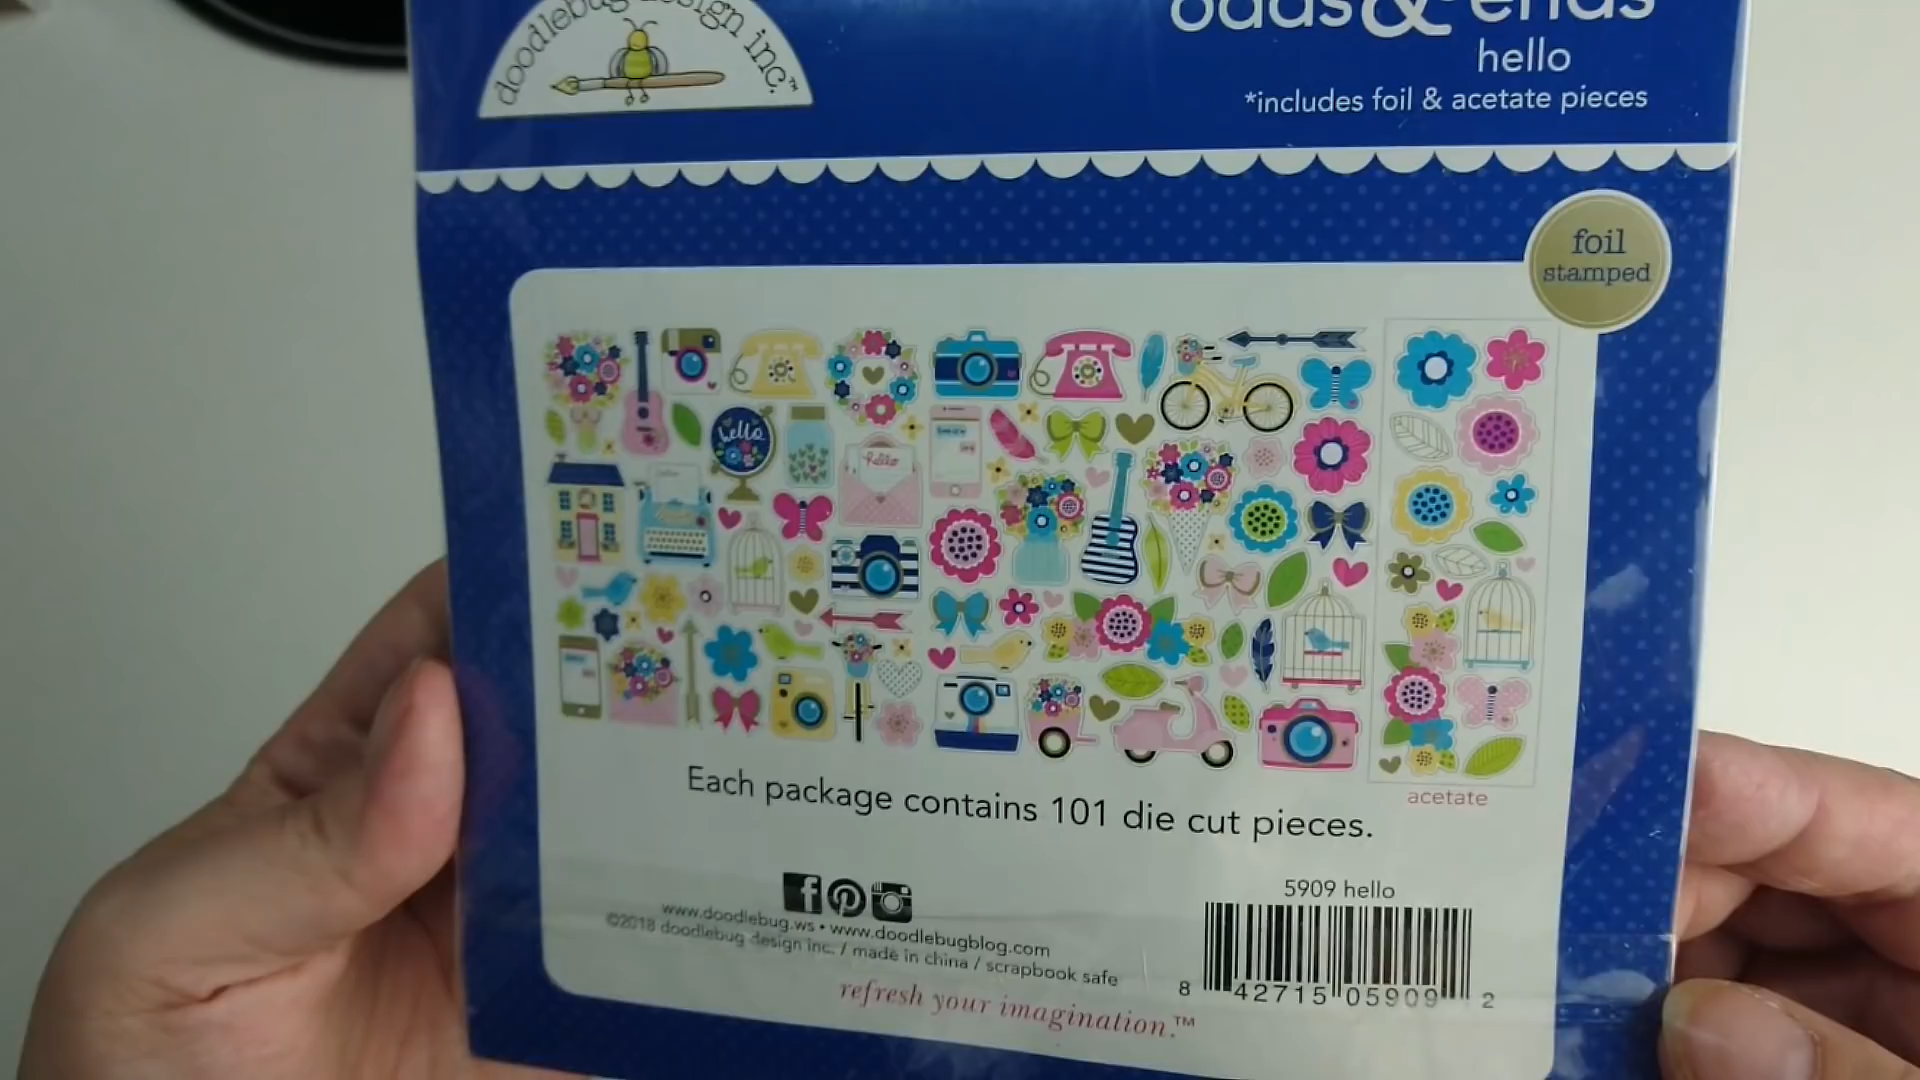 doodlebug design inc.™
odds & ends
hello
*includes foil & acetate pieces
foil
stamped
hello
hello
acetate
Each package contains 101 die cut pieces.
5909 hello
www.doodlebug.ws • www.doodlebugblog.com
©2018 doodlebug design inc. / made in china / scrapbook safe
refresh your imagination.™
8 42715 05909 2